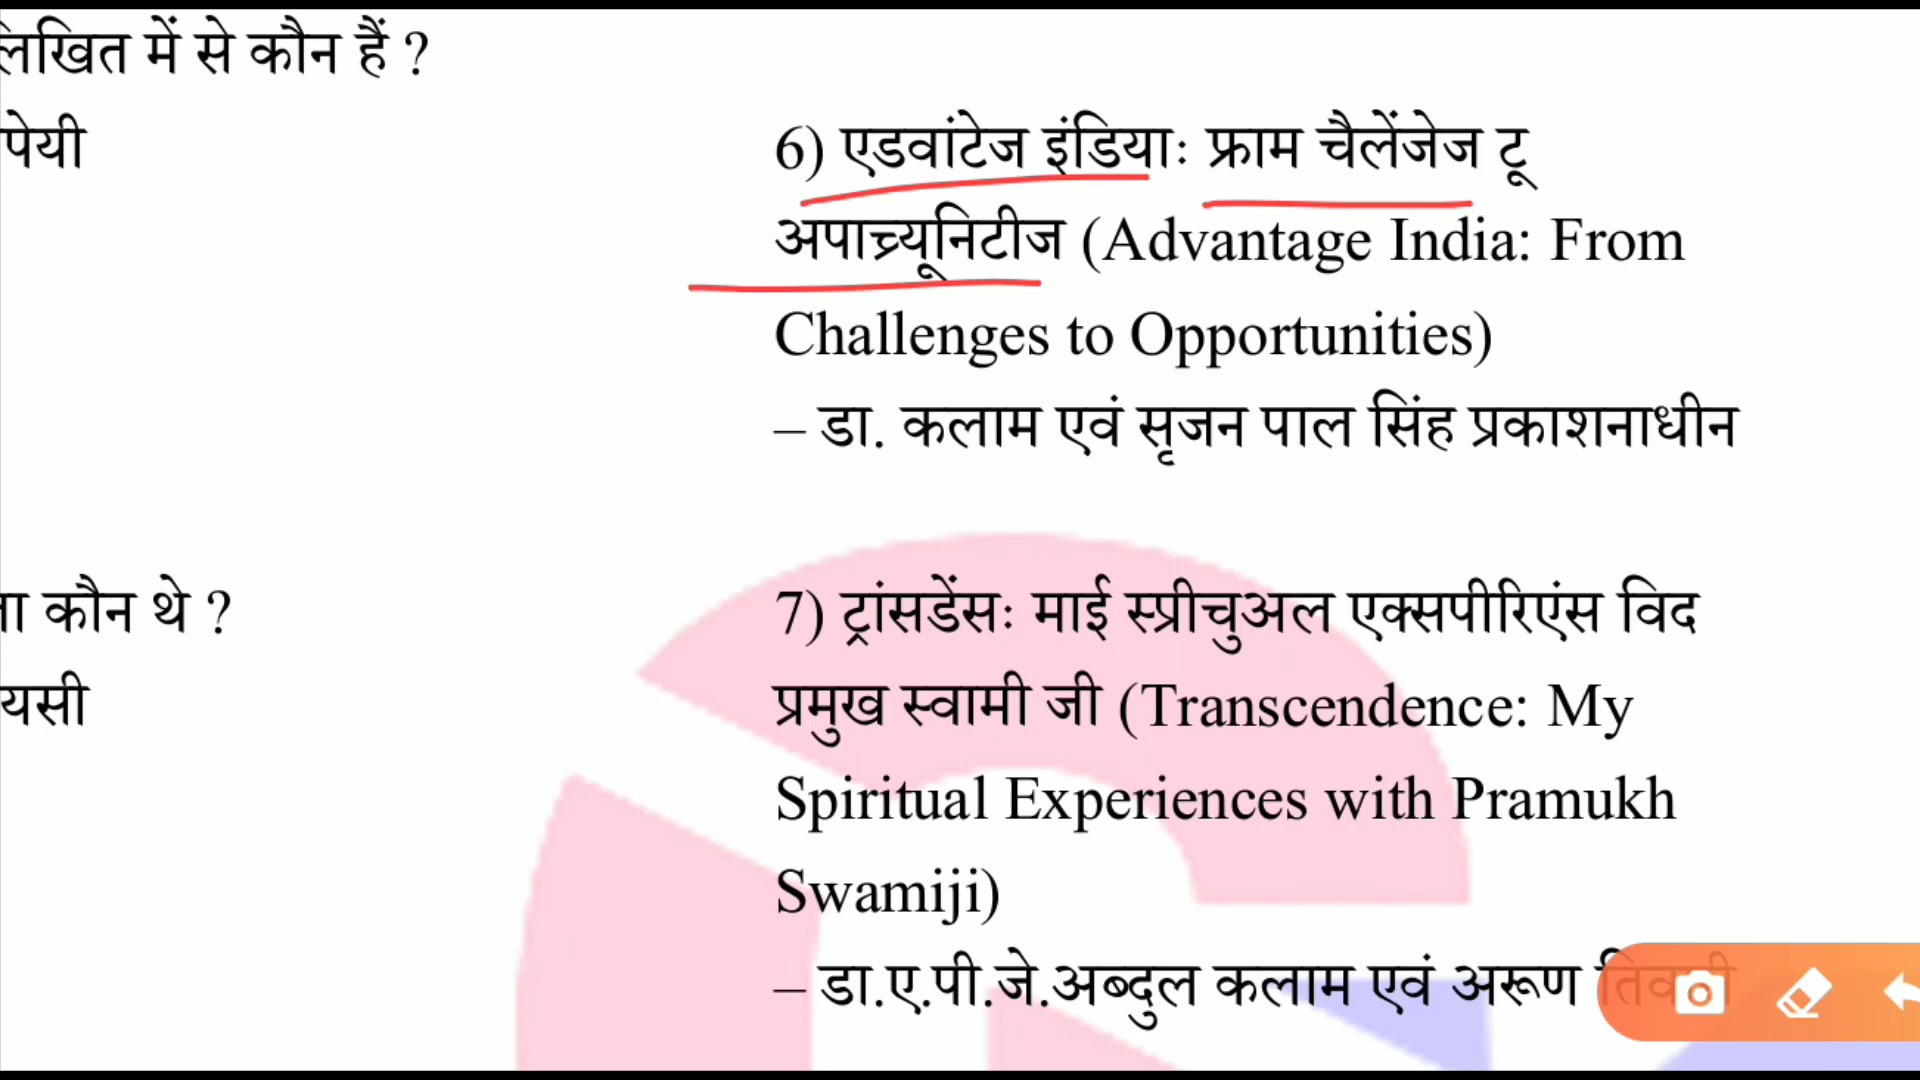 लिखित में से कौन हैं ?
पेयी
ा कौन थे ?
यसी
6) एडवांटेज इंडियाः फ्राम चैलेंजेज टू
अपाच्र्यूनिटीज (Advantage India: From
Challenges to Opportunities)
– डा. कलाम एवं सृजन पाल सिंह प्रकाशनाधीन
7) ट्रांसडेंसः माई स्प्रीचुअल एक्सपीरिएंस विद
प्रमुख स्वामी जी (Transcendence: My
Spiritual Experiences with Pramukh
Swamiji)
– डा.ए.पी.जे.अब्दुल कलाम एवं अरूण